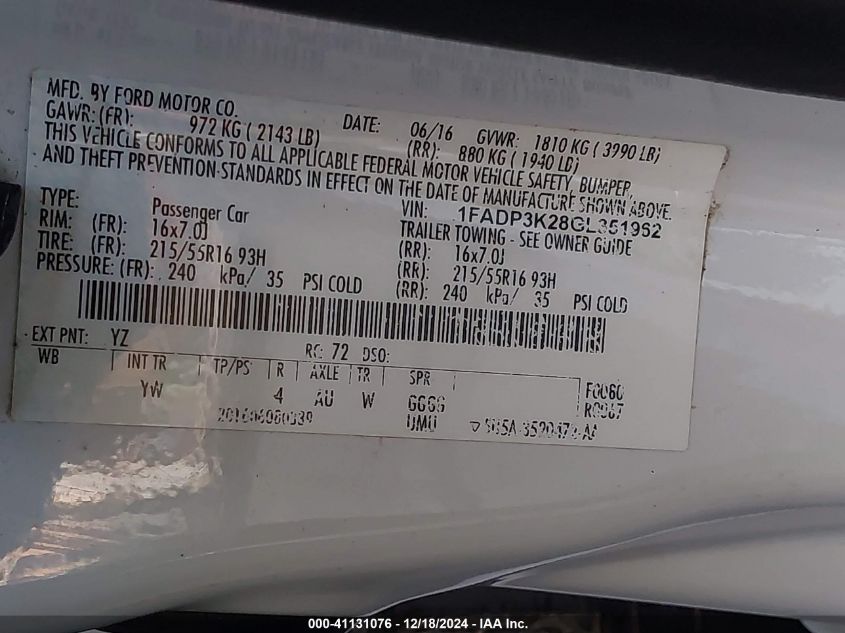 MFD. BY FORD MOTOR CO.
DATE: 06/16 GVWR: 1810 KG ( 3990 LB)
GAWR: (FR): 972 KG ( 2143 LB) (RR): 880 KG ( 1940 LB)
THIS VEHICLE CONFORMS TO ALL APPLICABLE FEDERAL MOTOR VEHICLE SAFETY, BUMPER,
AND THEFT PREVENTION STANDARDS IN EFFECT ON THE DATE OF MANUFACTURE SHOWN ABOVE.
VIN: 1FADP3K28GL351952
TYPE: Passenger Car TRAILER TOWING - SEE OWNER GUIDE
RIM: (FR): 16x7.0J (RR): 16x7.0J
TIRE: (FR): 215/55R16 93H (RR): 215/55R16 93H
PRESSURE: (FR): 240 kPa/ 35 PSI COLD (RR): 240 kPa/ 35 PSI COLD
EXT PNT: YZ RC: 72 DSO:
WB INT TR TP/PS R AXLE TR SPR
YW 4 AU W GGGG
UMU
000-41131076 - 12/18/2024 - IAA Inc.